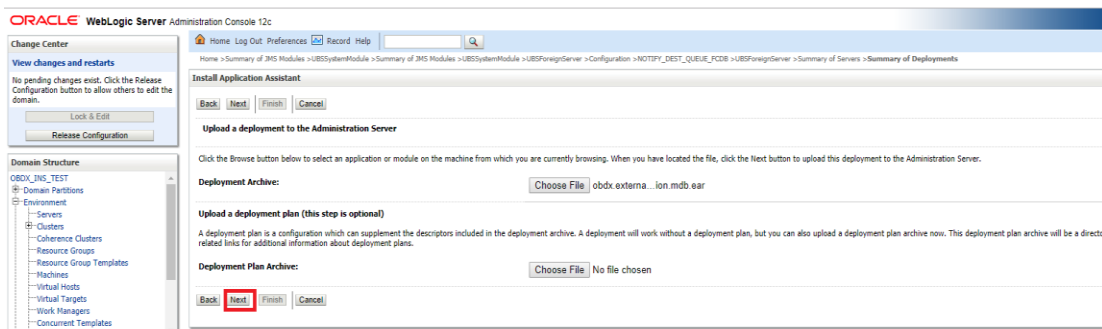 ORACLE WebLogic Server Administration Console 12c
Change Center
View changes and restarts
No pending changes exist. Click the Release
Configuration button to allow others to edit the
domain.
Lock & Edit
Release Configuration
Domain Structure
OBDX_INS_TEST
Domain Partitions
Environment
Servers
Clusters
Coherence Clusters
Resource Groups
Resource Group Templates
Machines
Virtual Hosts
Virtual Targets
Work Managers
Concurrent Templates
Home Log Out Preferences Record Help
Home >Summary of JMS Modules >UBSSystemModule >Summary of JMS Modules >UBSSystemModule >UBSForeignServer >Configuration >NOTIFY_DEST_QUEUE_FCDB >UBSForeignServer >Summary of Servers >Summary of Deployments
Install Application Assistant
Back Next Finish Cancel
Upload a deployment to the Administration Server
Click the Browse button below to select an application or module on the machine from which you are currently browsing. When you have located the file, click the Next button to upload this deployment to the Administration Server.
Deployment Archive: Choose File obdx.externa...ion.mdb.ear
Upload a deployment plan (this step is optional)
A deployment plan is a configuration which can supplement the descriptors included in the deployment archive. A deployment will work without a deployment plan, but you can also upload a deployment plan archive now. This deployment plan archive will be a directo
related links for additional information about deployment plans.
Deployment Plan Archive: Choose File No file chosen
Back Next Finish Cancel